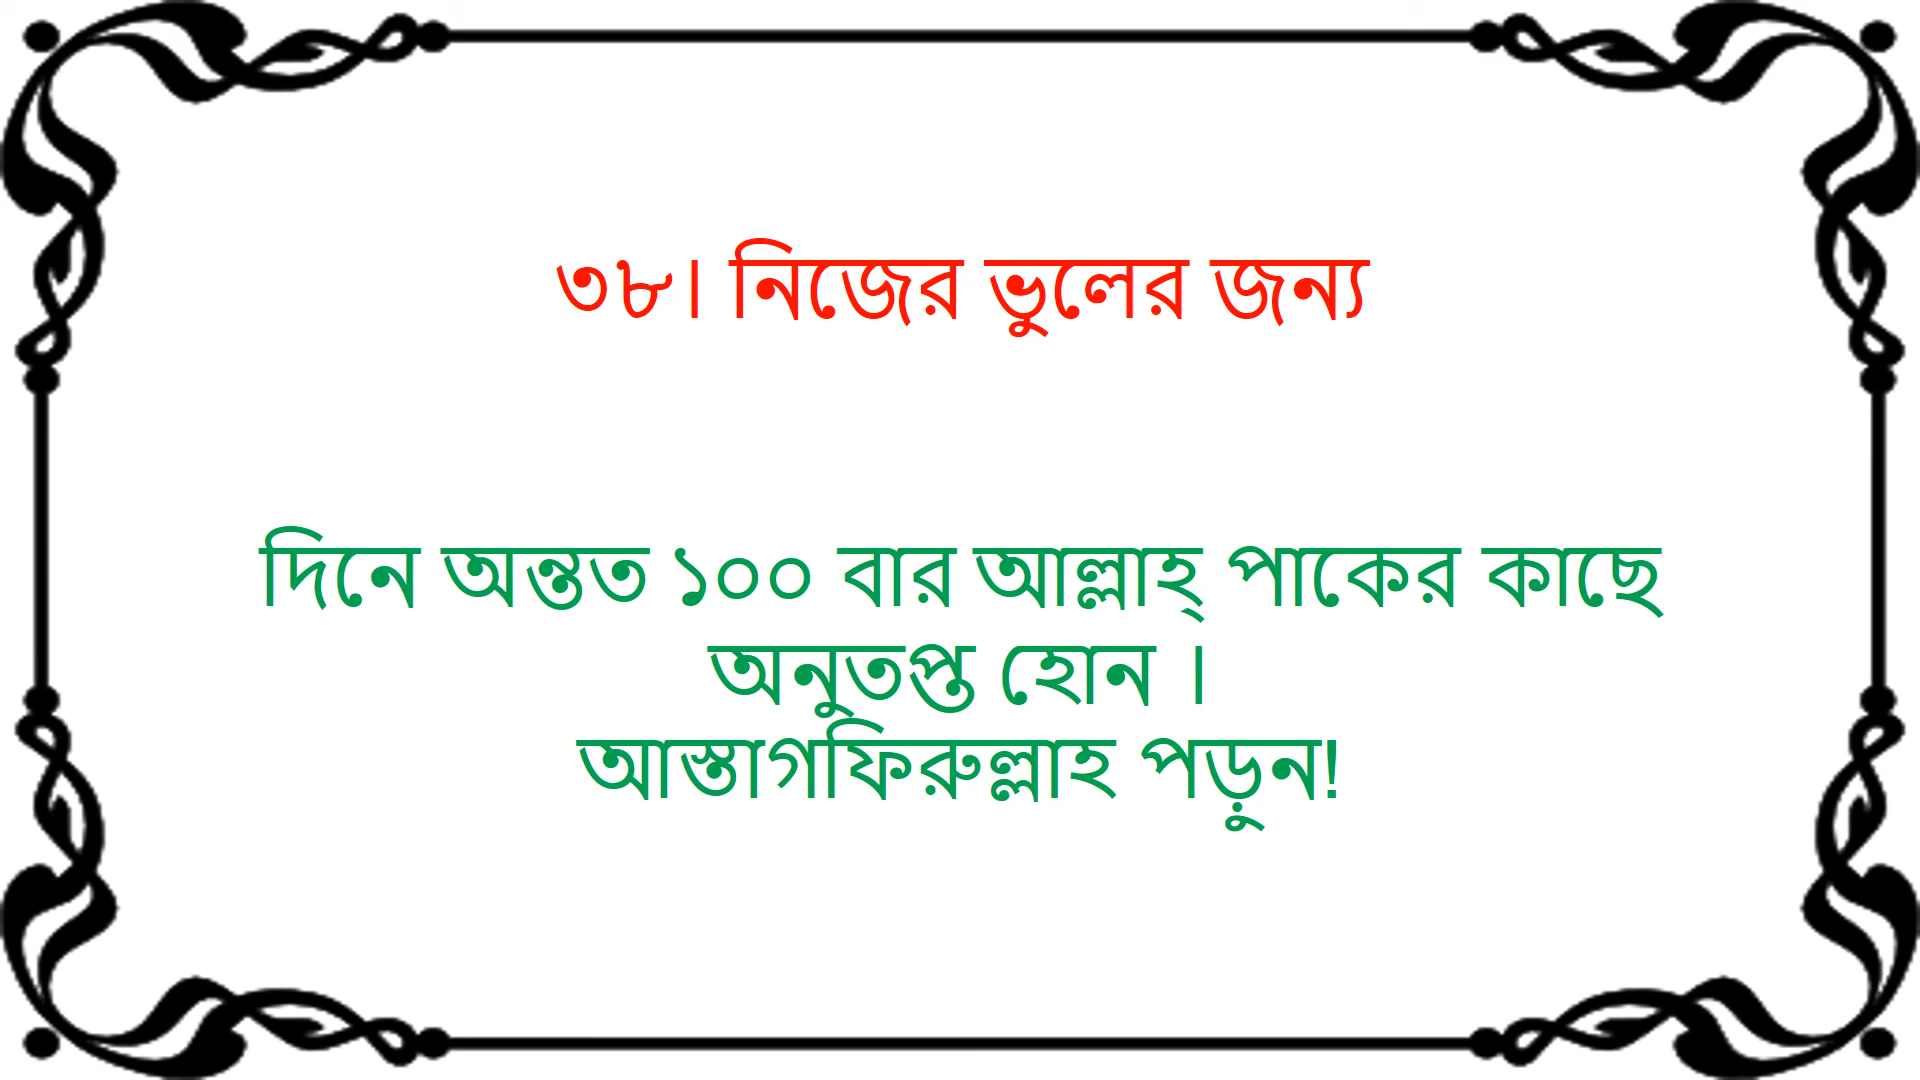 ৩৮। নিজের ভুলের জন্য
দিনে অন্তত ১০০ বার আল্লাহ্ পাকের কাছে
অনুতপ্ত হোন ।
আস্তাগফিরুল্লাহ পড়ুন!